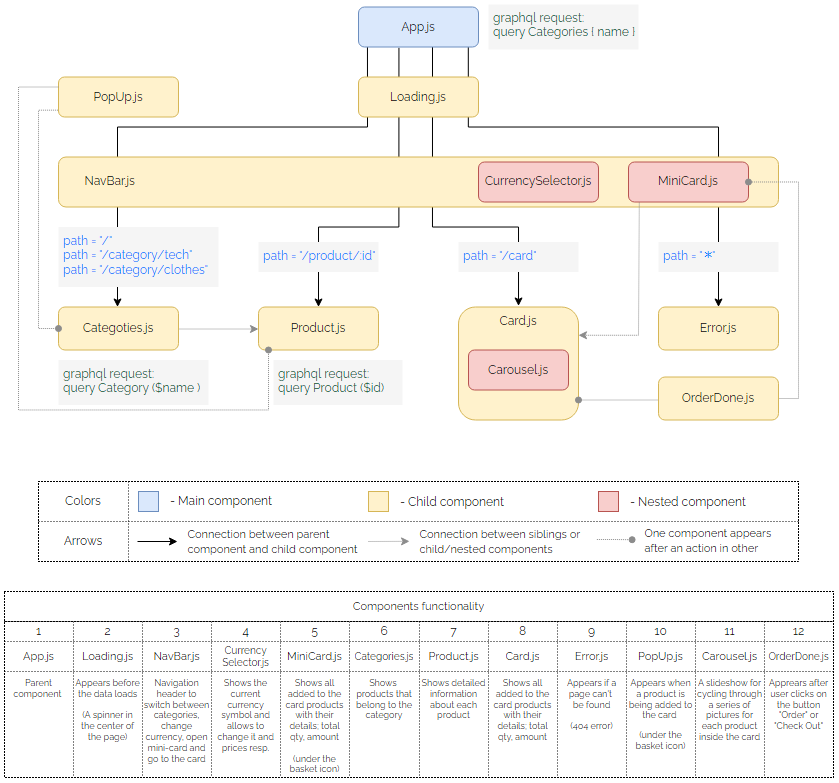 App.js
graphql request:
query Categories { name }
PopUp.js
Loading.js
NavBar.js
CurrencySelector.js
MiniCard.js
path = "/"
path = "/category/tech"
path = "/category/clothes"
path = "/product/:id"
path = "/card"
path = "*"
Categoties.js
Product.js
Card.js
Error.js
Carousel.js
graphql request:
query Category ($name )
graphql request:
query Product ($id)
OrderDone.js
Colors
- Main component
- Child component
- Nested component
Arrows
Connection between parent
component and child component
Connection between siblings or
child/nested components
One component appears
after an action in other
Components functionality
1
2
3
4
5
6
7
8
9
10
11
12
App.js
Loading.js
NavBar.js
Currency
Selector.js
MiniCard.js
Categories.js
Product.js
Card.js
Error.js
PopUp.js
Carousel.js
OrderDone.js
Parent
component
Appears before
the data loads
(A spinner in
the center of
the page)
Navigation
header to
switch between
categories,
change
currency, open
mini-card and
go to the card
Shows the
current
currency
symbol and
allows to
change it and
prices resp.
Shows all
added to the
card products
with their
details; total
qty, amount
(under the
basket icon)
Shows
products that
belong to the
category
Shows detailed
information
about each
product
Shows all
added to the
card products
with their
details; total
qty, amount
Appears if a
page can't
be found
(404 error)
Appears when
a product is
being added to
the card
(under the
basket icon)
A slideshow for
cycling through
a series of
pictures for
each product
inside the card
Appears after
user clicks on
the button
"Order" or
"Check Out"